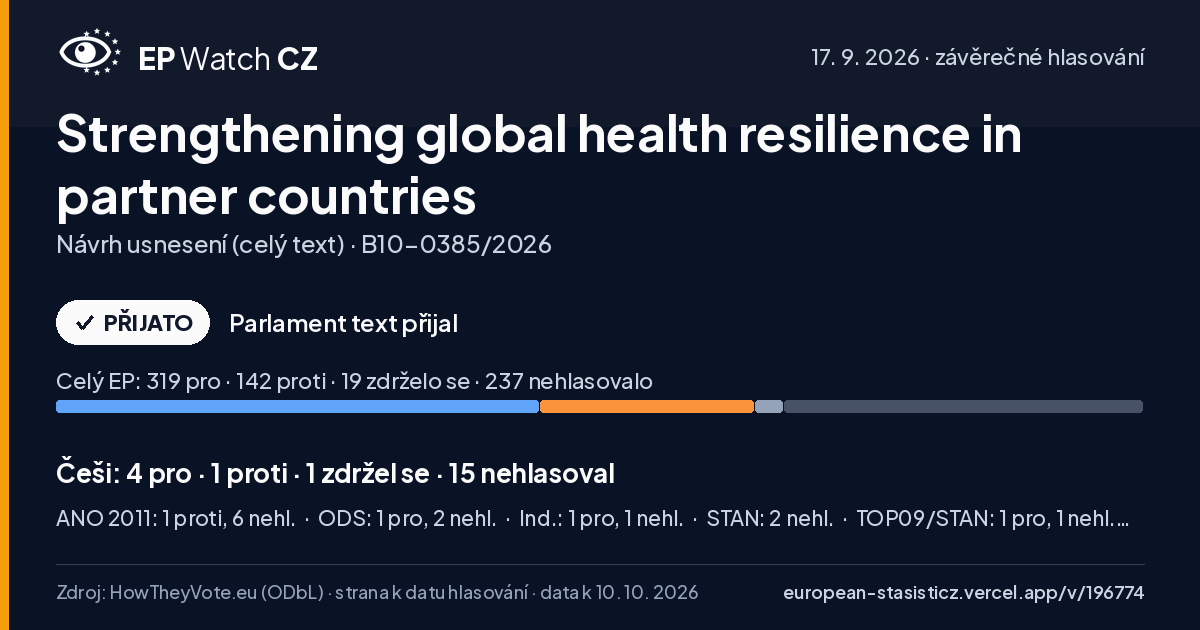 EP Watch CZ
17. 9. 2026 · závěrečné hlasování
Strengthening global health resilience in
partner countries
Návrh usnesení (celý text) · B10–0385/2026
✓ PŘIJATO
Parlament text přijal
Celý EP: 319 pro · 142 proti · 19 zdrželo se · 237 nehlasovalo
Češi: 4 pro · 1 proti · 1 zdržel se · 15 nehlasoval
ANO 2011: 1 proti, 6 nehl. · ODS: 1 pro, 2 nehl. · Ind.: 1 pro, 1 nehl. · STAN: 2 nehl. · TOP09/STAN: 1 pro, 1 nehl.…
Zdroj: HowTheyVote.eu (ODbL) · strana k datu hlasování · data k 10. 10. 2026
european-stasisticz.vercel.app/v/196774